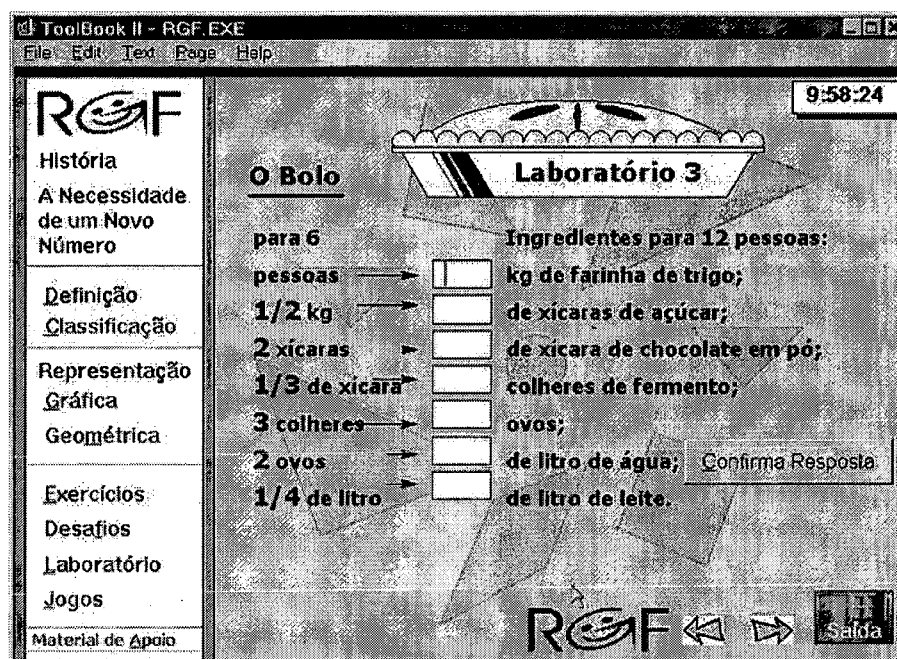 ToolBook II - RGF.EXE
File Edit Text Page Help
9:58:24
RGF
História
A Necessidade
de um Novo
Número
Definição
Classificação
Representação
Gráfica
Geométrica
Exercícios
Desafios
Laboratório
Jogos
Material de Apoio
O Bolo
Laboratório 3
para 6 Ingredientes para 12 pessoas:
pessoas kg de farinha de trigo;
1/2 kg de xícaras de açúcar;
2 xícaras de xicara de chocolate em pó;
1/3 de xícara colheres de fermento;
3 colheres ovos;
2 ovos de litro de água;
1/4 de litro de litro de leite.
Confirma Resposta
RGF
Saída